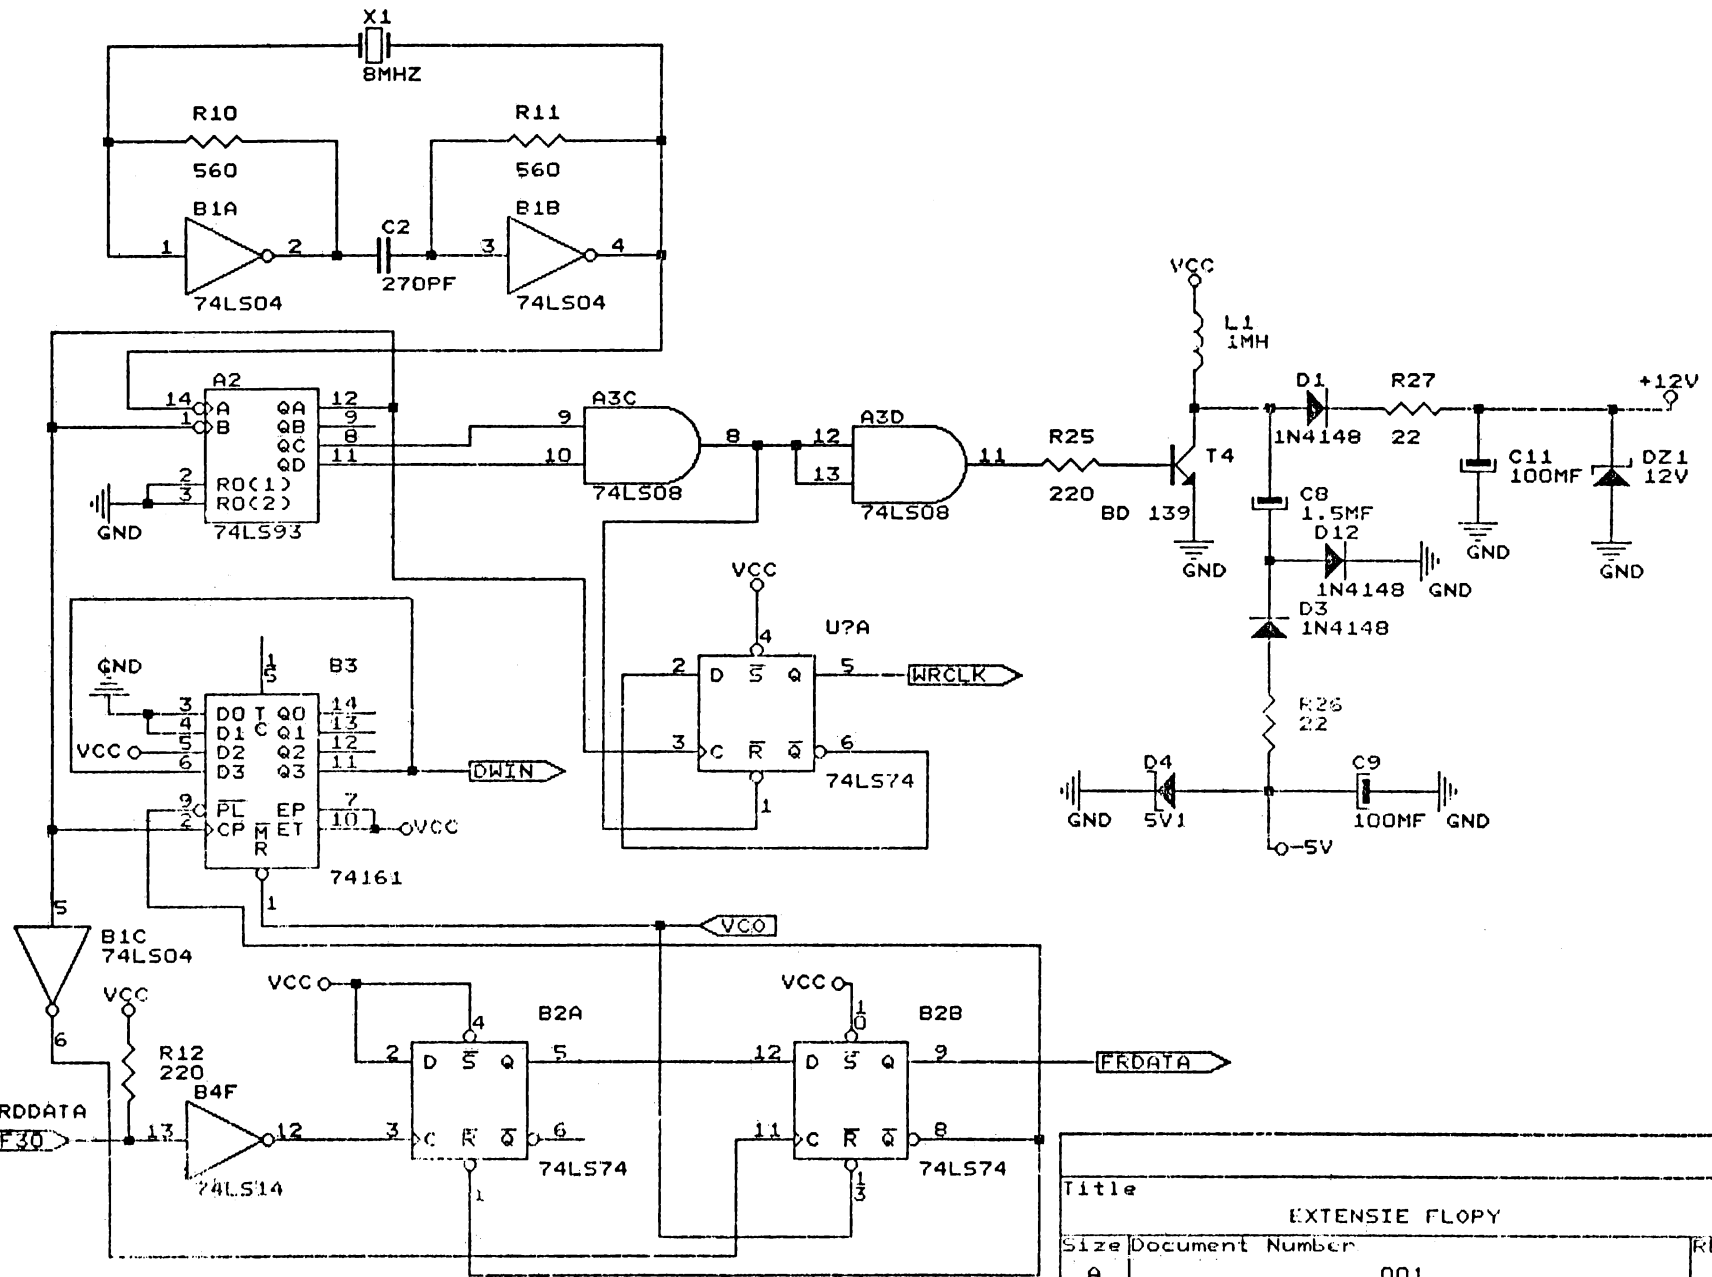 X1
8MHZ
R10
560
R11
560
B1A
1
2
74LS04
C2
270PF
B1B
3
4
74LS04
A2
14
A
QA
12
1
B
QB
9
QC
8
QD
11
2
RO(1)
3
RO(2)
GND
74LS93
A3C
9
10
8
74LS08
A3D
12
13
11
74LS08
R25
220
VCC
L1
1MH
T4
BD 139
GND
D1
1N4148
R27
22
+12V
C11
100MF
GND
DZ1
12V
GND
C8
1.5MF
D12
1N4148
GND
D3
1N4148
R26
22
D4
5V1
GND
C9
100MF
GND
-5V
VCC
4
U?A
2
D
S
Q
5
WRCLK
3
C
R
Q
6
74LS74
1
GND
15
B3
3
D0
TC
Q0
14
4
D1
Q1
13
VCC
5
D2
Q2
12
6
D3
Q3
11
DWIN
9
PL
EP
7
2
CP
MR
ET
10
VCC
74161
1
VCO
5
B1C
74LS04
6
VCC
R12
220
RDDATA
F30
13
B4F
12
74LS14
VCC
4
B2A
2
D
S
Q
5
3
C
R
Q
6
74LS74
1
VCC
10
B2B
12
D
S
Q
9
FRDATA
11
C
R
Q
8
74LS74
13
Title
EXTENSIE FLOPY
Size
Document Number
A
001